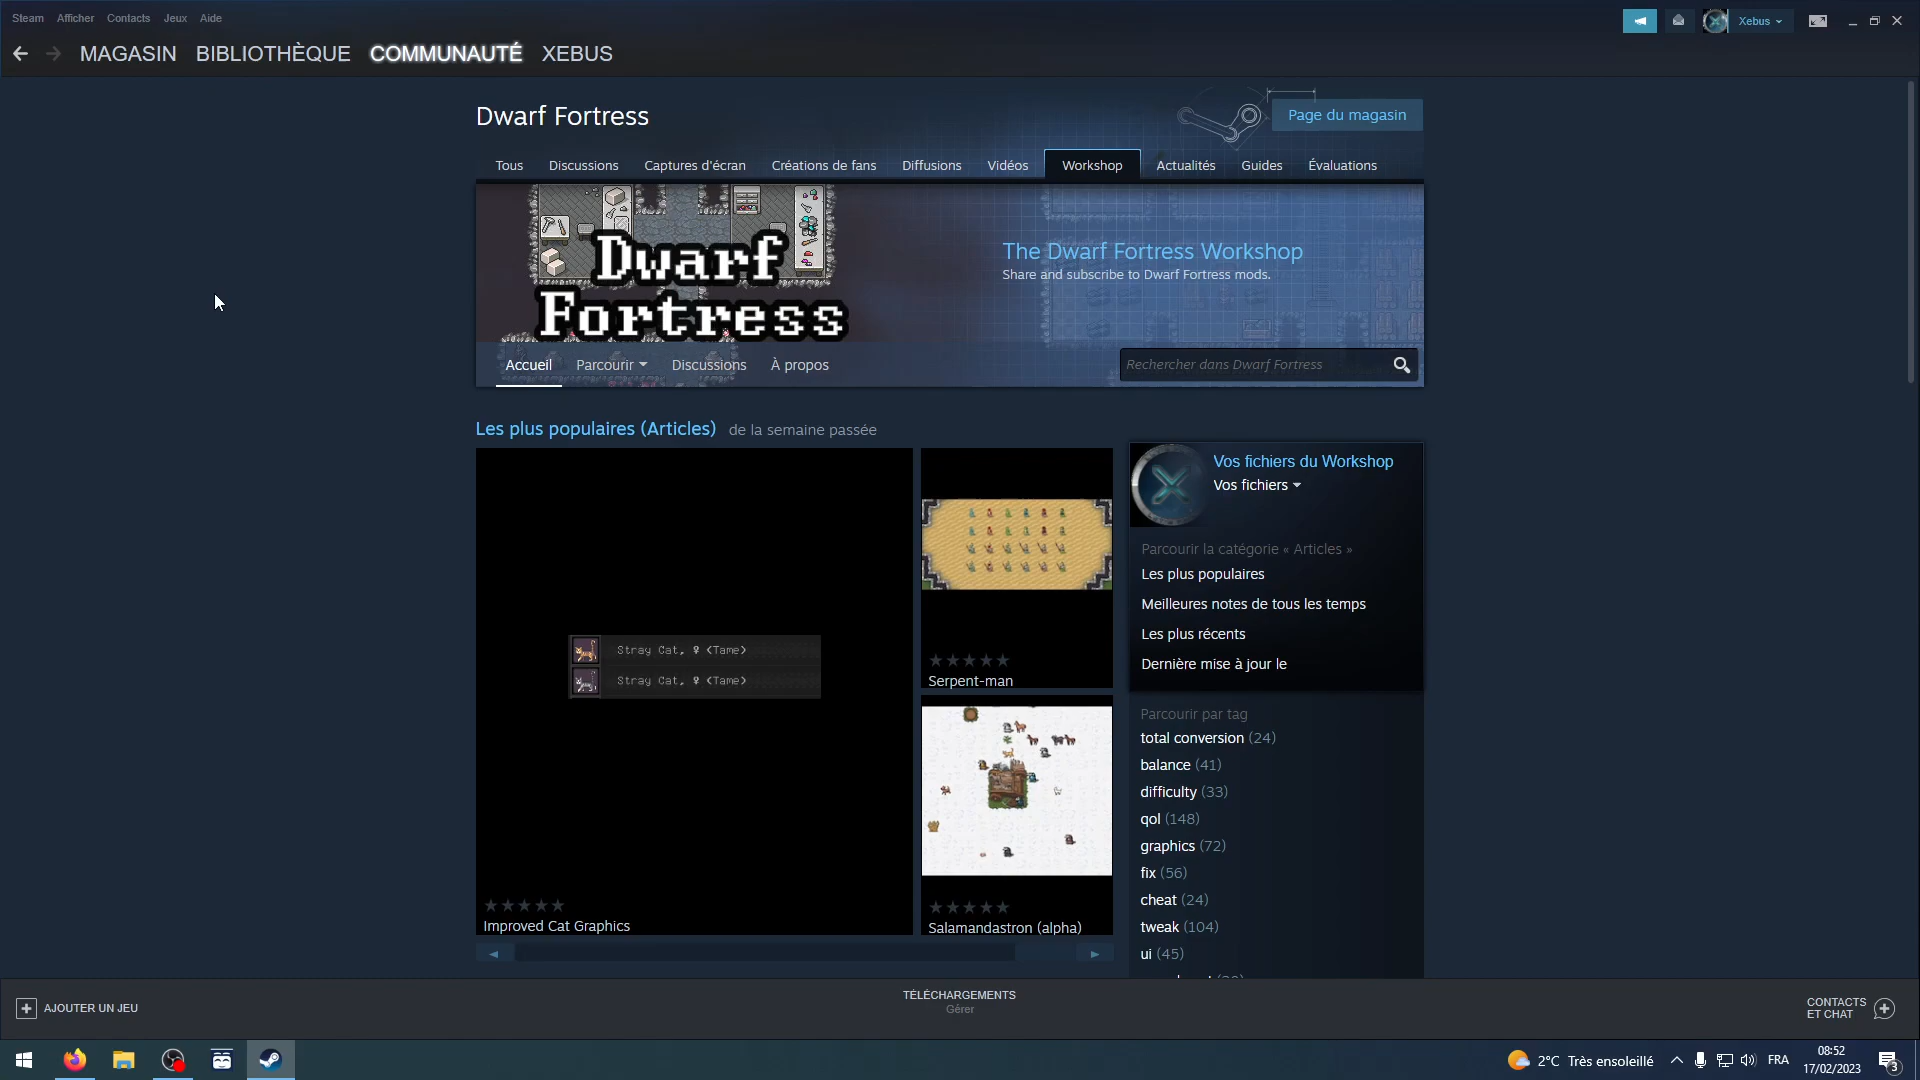 Steam Afficher Contacts Jeux Aide
Xebus
MAGASIN BIBLIOTHÈQUE COMMUNAUTÉ XEBUS
Dwarf Fortress
Page du magasin
Tous Discussions Captures d'écran Créations de fans Diffusions Vidéos Workshop Actualités Guides Évaluations
Dwarf
Fortress
The Dwarf Fortress Workshop
Share and subscribe to Dwarf Fortress mods.
Accueil Parcourir Discussions À propos
Rechercher dans Dwarf Fortress
Les plus populaires (Articles) de la semaine passée
Stray Cat, ♀ <Tame>
Stray Cat, ♀ <Tame>
Improved Cat Graphics
Serpent-man
Salamandastron (alpha)
Vos fichiers du Workshop
Vos fichiers
Parcourir la catégorie « Articles »
Les plus populaires
Meilleures notes de tous les temps
Les plus récents
Dernière mise à jour le
Parcourir par tag
total conversion (24)
balance (41)
difficulty (33)
qol (148)
graphics (72)
fix (56)
cheat (24)
tweak (104)
ui (45)
AJOUTER UN JEU
TÉLÉCHARGEMENTS
Gérer
CONTACTS
ET CHAT
2°C Très ensoleillé
FRA
08:52
17/02/2023
3